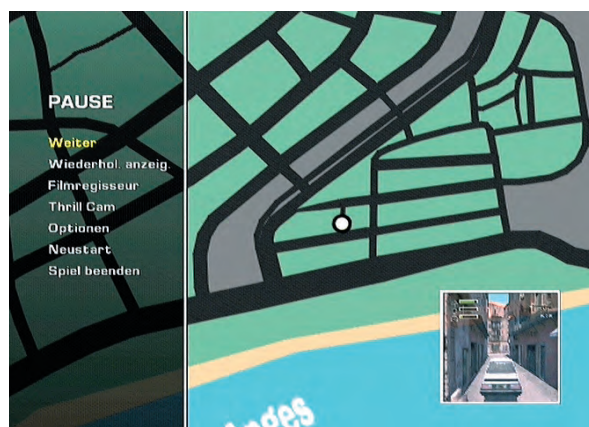 PAUSE
Weiter
Wiederhol. anzeig.
Filmregisseur
Thrill Cam
Optionen
Neustart
Spiel beenden